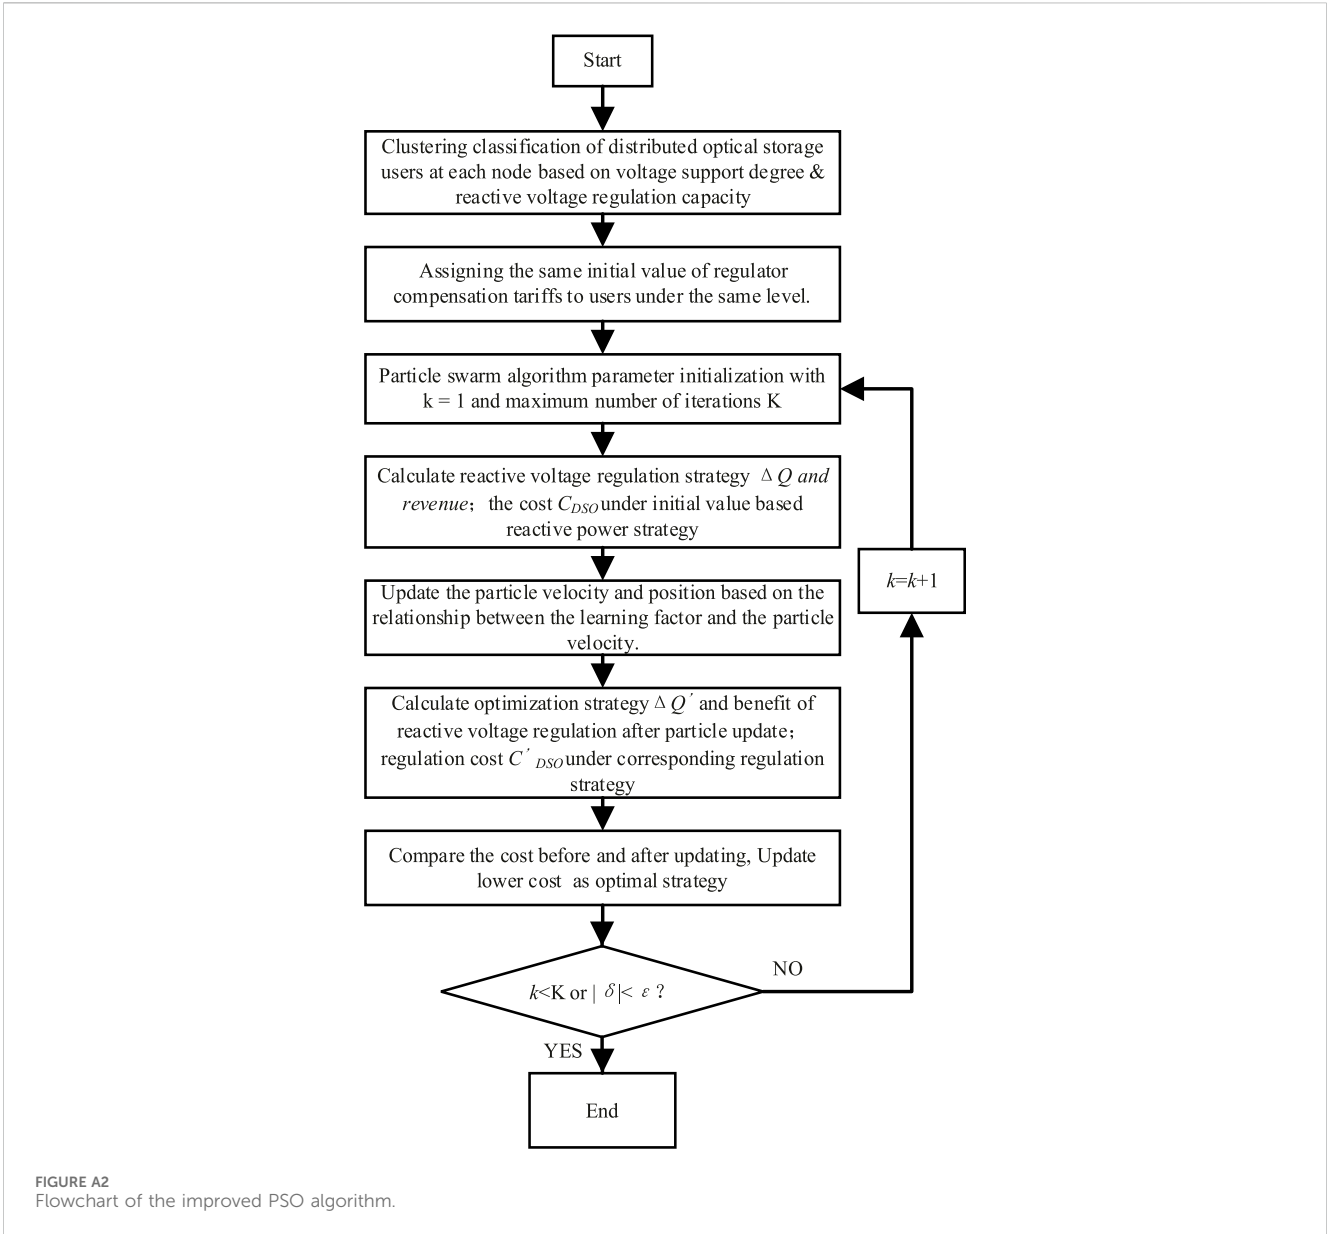 Start
Clustering classification of distributed optical storage
users at each node based on voltage support degree &
reactive voltage regulation capacity
Assigning the same initial value of regulator
compensation tariffs to users under the same level.
Particle swarm algorithm parameter initialization with
k = 1 and maximum number of iterations K
Calculate reactive voltage regulation strategy ΔQ and
revenue; the cost C_DSO under initial value based
reactive power strategy
Update the particle velocity and position based on the
relationship between the learning factor and the particle
velocity.
Calculate optimization strategy ΔQ′ and benefit of
reactive voltage regulation after particle update;
regulation cost C′_DSO under corresponding regulation
strategy
Compare the cost before and after updating, Update
lower cost as optimal strategy
k=k+1
k<K or | δ|< ε ?
NO
YES
End
FIGURE A2
Flowchart of the improved PSO algorithm.